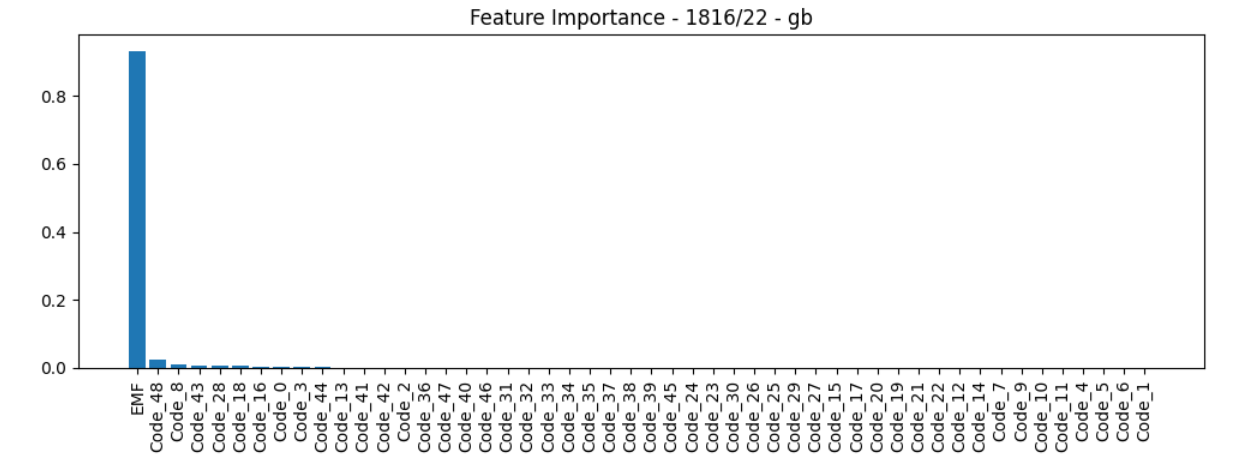 Feature Importance - 1816/22 - gb
0.8
0.6
0.4
0.2
0.0
EMF
Code_48
Code_8
Code_43
Code_28
Code_18
Code_16
Code_0
Code_3
Code_44
Code_13
Code_41
Code_42
Code_2
Code_36
Code_47
Code_40
Code_46
Code_31
Code_32
Code_33
Code_34
Code_35
Code_37
Code_38
Code_39
Code_45
Code_24
Code_23
Code_30
Code_26
Code_25
Code_29
Code_27
Code_15
Code_17
Code_20
Code_19
Code_21
Code_22
Code_12
Code_14
Code_7
Code_9
Code_10
Code_11
Code_4
Code_5
Code_6
Code_1